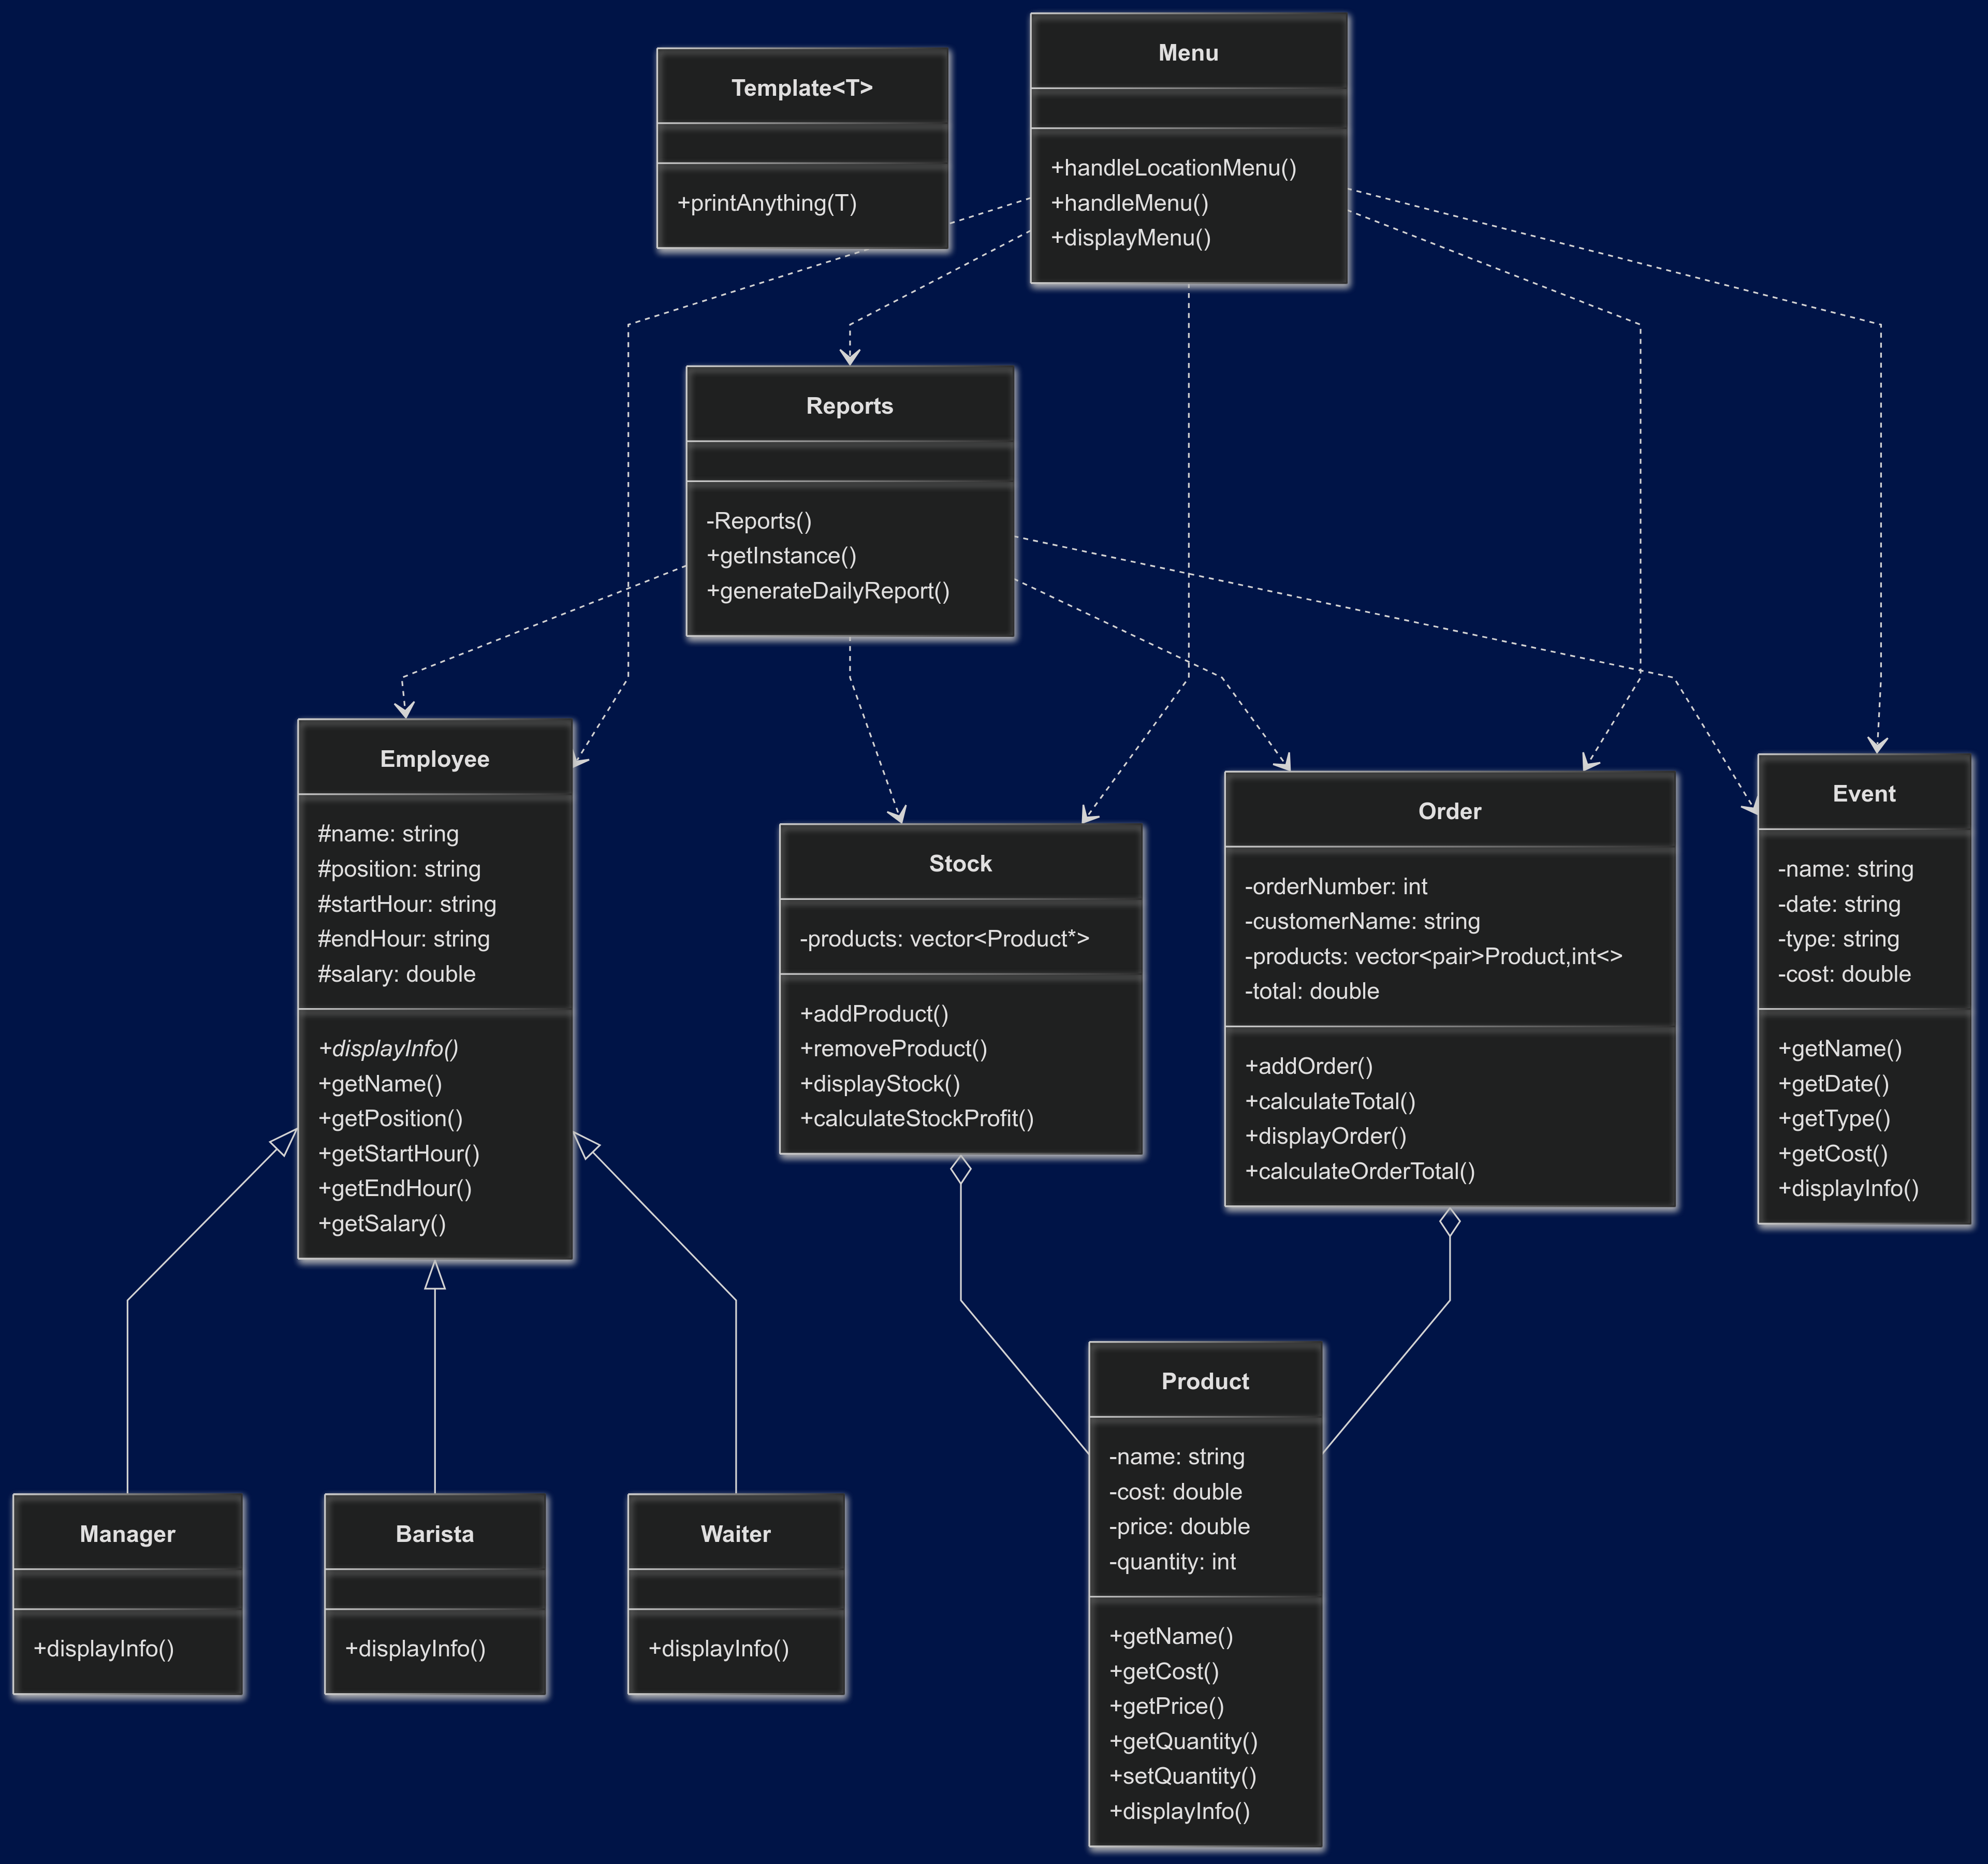 Template<T>
+printAnything(T)
Menu
+handleLocationMenu()
+handleMenu()
+displayMenu()
Reports
-Reports()
+getInstance()
+generateDailyReport()
Employee
#name: string
#position: string
#startHour: string
#endHour: string
#salary: double
+displayInfo()
+getName()
+getPosition()
+getStartHour()
+getEndHour()
+getSalary()
Stock
-products: vector<Product*>
+addProduct()
+removeProduct()
+displayStock()
+calculateStockProfit()
Order
-orderNumber: int
-customerName: string
-products: vector<pair>Product,int<>
-total: double
+addOrder()
+calculateTotal()
+displayOrder()
+calculateOrderTotal()
Event
-name: string
-date: string
-type: string
-cost: double
+getName()
+getDate()
+getType()
+getCost()
+displayInfo()
Manager
+displayInfo()
Barista
+displayInfo()
Waiter
+displayInfo()
Product
-name: string
-cost: double
-price: double
-quantity: int
+getName()
+getCost()
+getPrice()
+getQuantity()
+setQuantity()
+displayInfo()